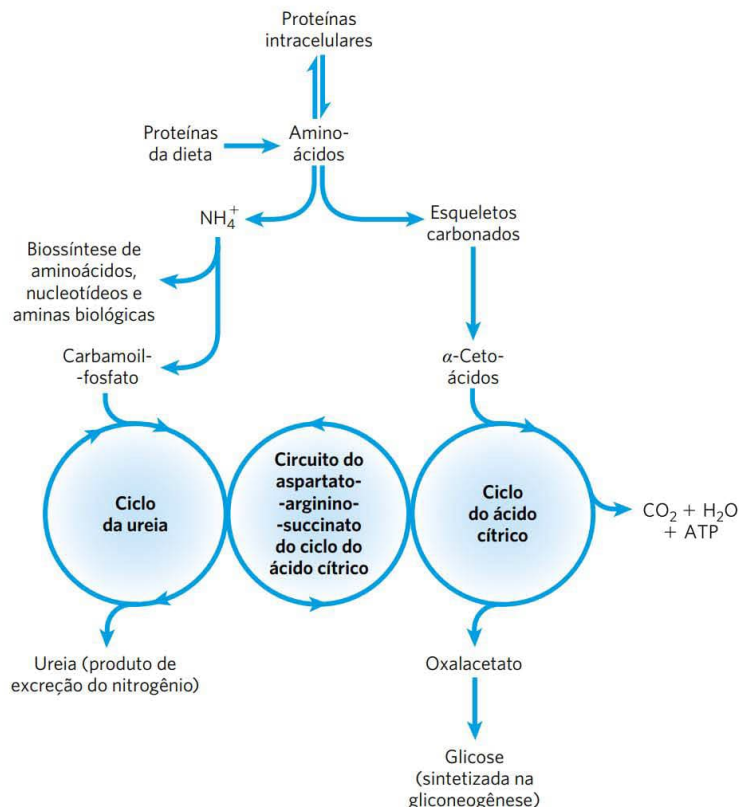 Proteínas
intracelulares
Proteínas
da dieta
Amino-
ácidos
NH₄⁺
Esqueletos
carbonados
Biossíntese de
aminoácidos,
nucleotídeos e
aminas biológicas
Carbamoil-
-fosfato
α-Ceto-
ácidos
Ciclo
da ureia
Circuito do
aspartato-
-arginino-
-succinato
do ciclo do
ácido cítrico
Ciclo
do ácido
cítrico
CO₂ + H₂O
+ ATP
Ureia (produto de
excreção do nitrogênio)
Oxalacetato
Glicose
(sintetizada na
gliconeogênese)